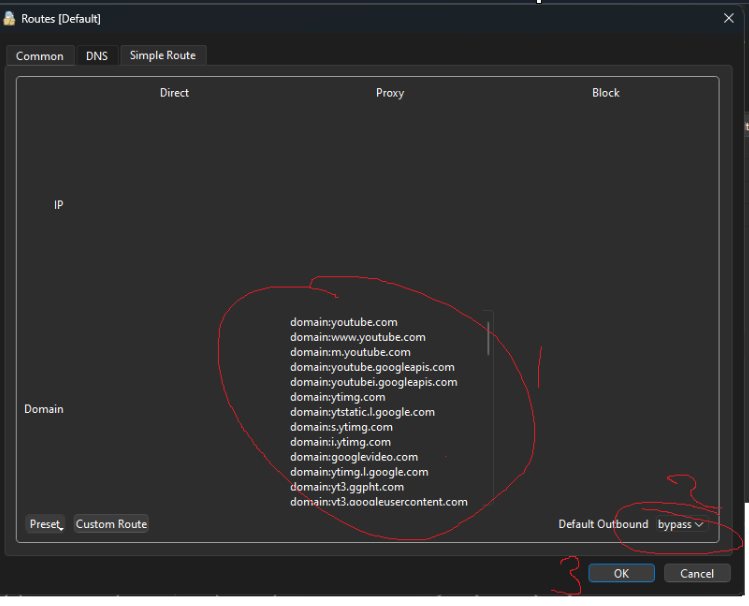 Routes [Default]
Common DNS Simple Route
Direct Proxy Block
IP
domain:youtube.com
domain:www.youtube.com
domain:m.youtube.com
domain:youtube.googleapis.com
domain:youtubei.googleapis.com
domain:ytimg.com
domain:ytstatic.l.google.com
domain:s.ytimg.com
Domain
domain:i.ytimg.com
domain:googlevideo.com
domain:ytimg.l.google.com
domain:yt3.ggpht.com
domain:yt3.googleusercontent.com
1
2
Preset Custom Route Default Outbound bypass
3
OK Cancel